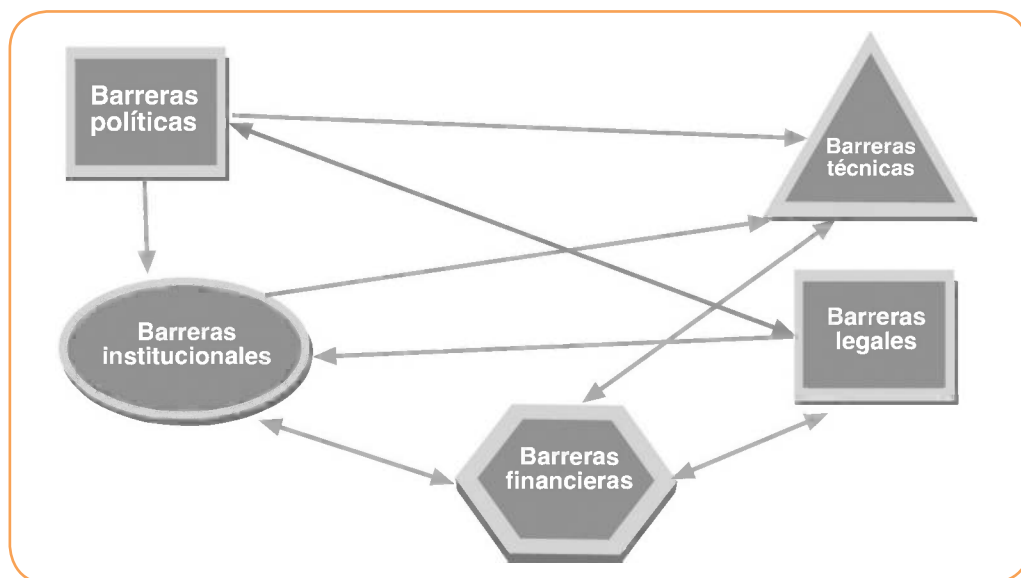 Barreras
políticas
Barreras
técnicas
Barreras
institucionales
Barreras
legales
Barreras
financieras